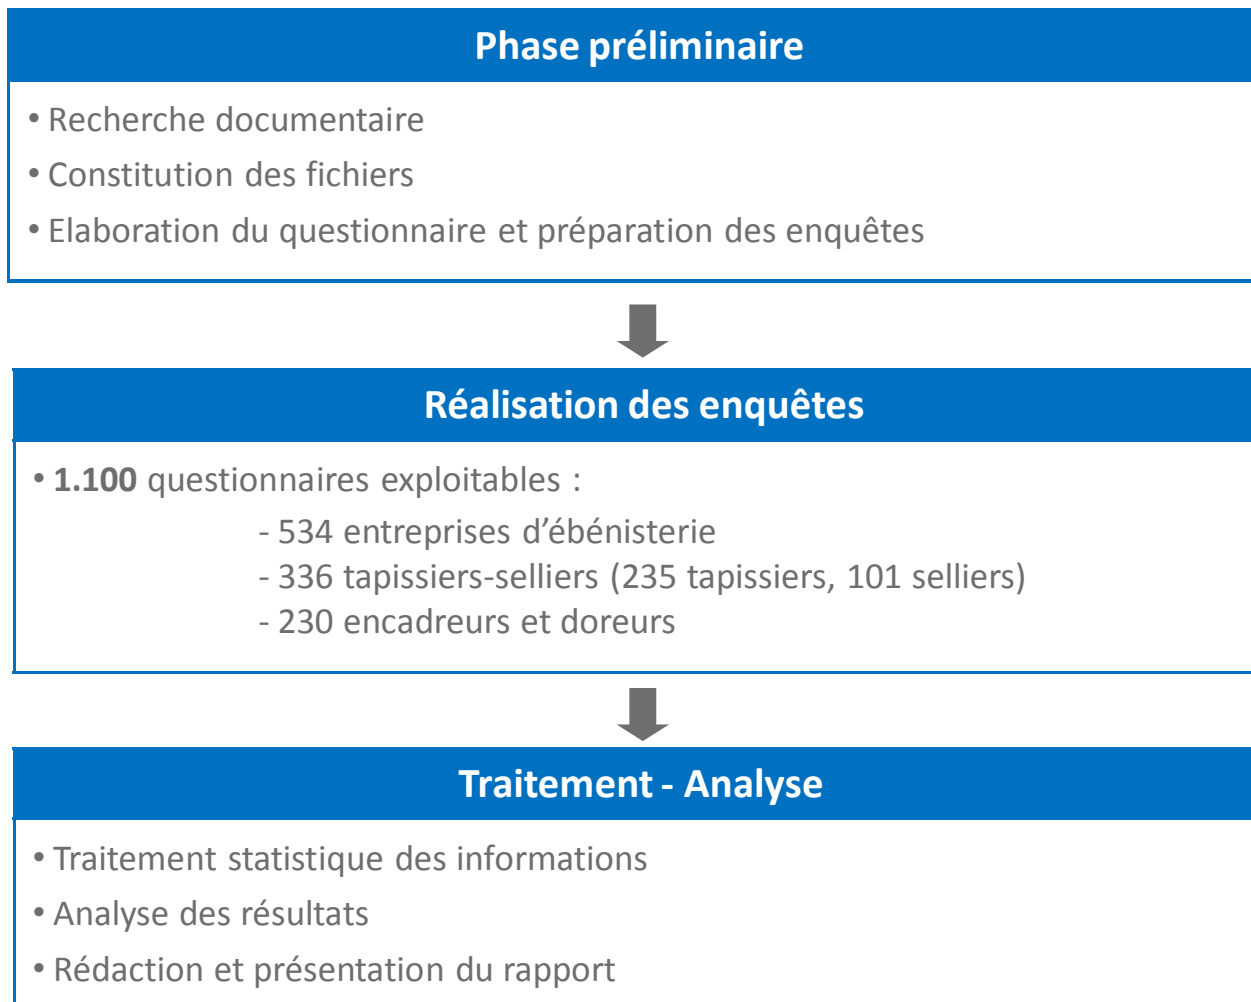 Phase préliminaire
• Recherche documentaire
• Constitution des fichiers
• Elaboration du questionnaire et préparation des enquêtes
Réalisation des enquêtes
• 1.100 questionnaires exploitables :
- 534 entreprises d’ébénisterie
- 336 tapissiers-selliers (235 tapissiers, 101 selliers)
- 230 encadreurs et doreurs
Traitement - Analyse
• Traitement statistique des informations
• Analyse des résultats
• Rédaction et présentation du rapport